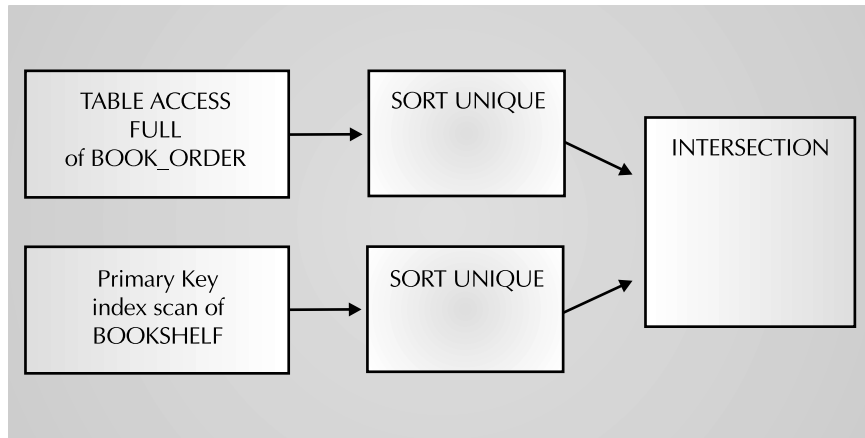 TABLE ACCESS
FULL
of BOOK_ORDER
SORT UNIQUE
INTERSECTION
Primary Key
index scan of
BOOKSHELF
SORT UNIQUE